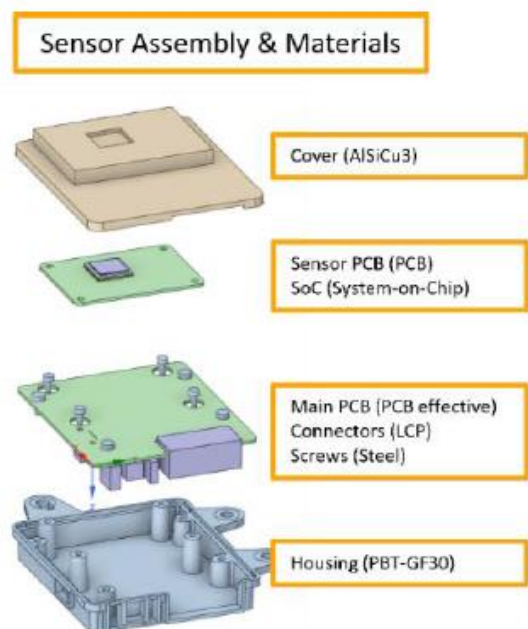 Sensor Assembly & Materials
Cover (AlSiCu3)
Sensor PCB (PCB)
SoC (System-on-Chip)
Main PCB (PCB effective)
Connectors (LCP)
Screws (Steel)
Housing (PBT-GF30)